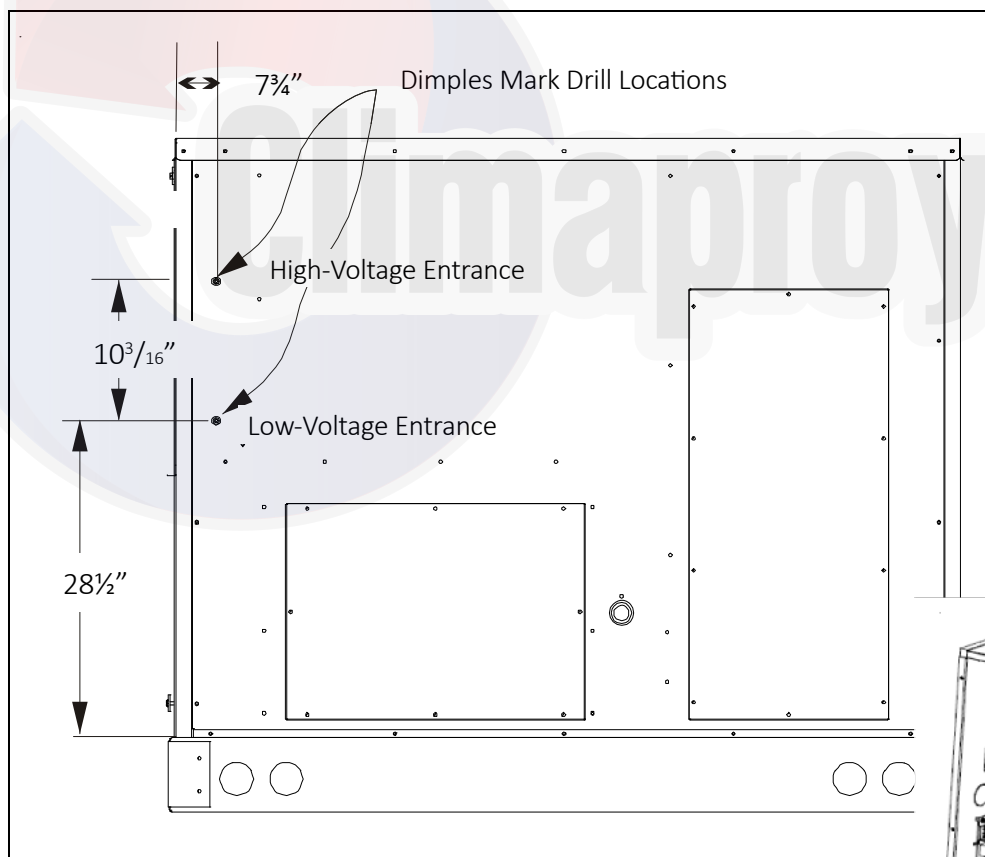 7¾”
Dimples Mark Drill Locations
High-Voltage Entrance
10³/₁₆”
Low-Voltage Entrance
28½”
Climaproy